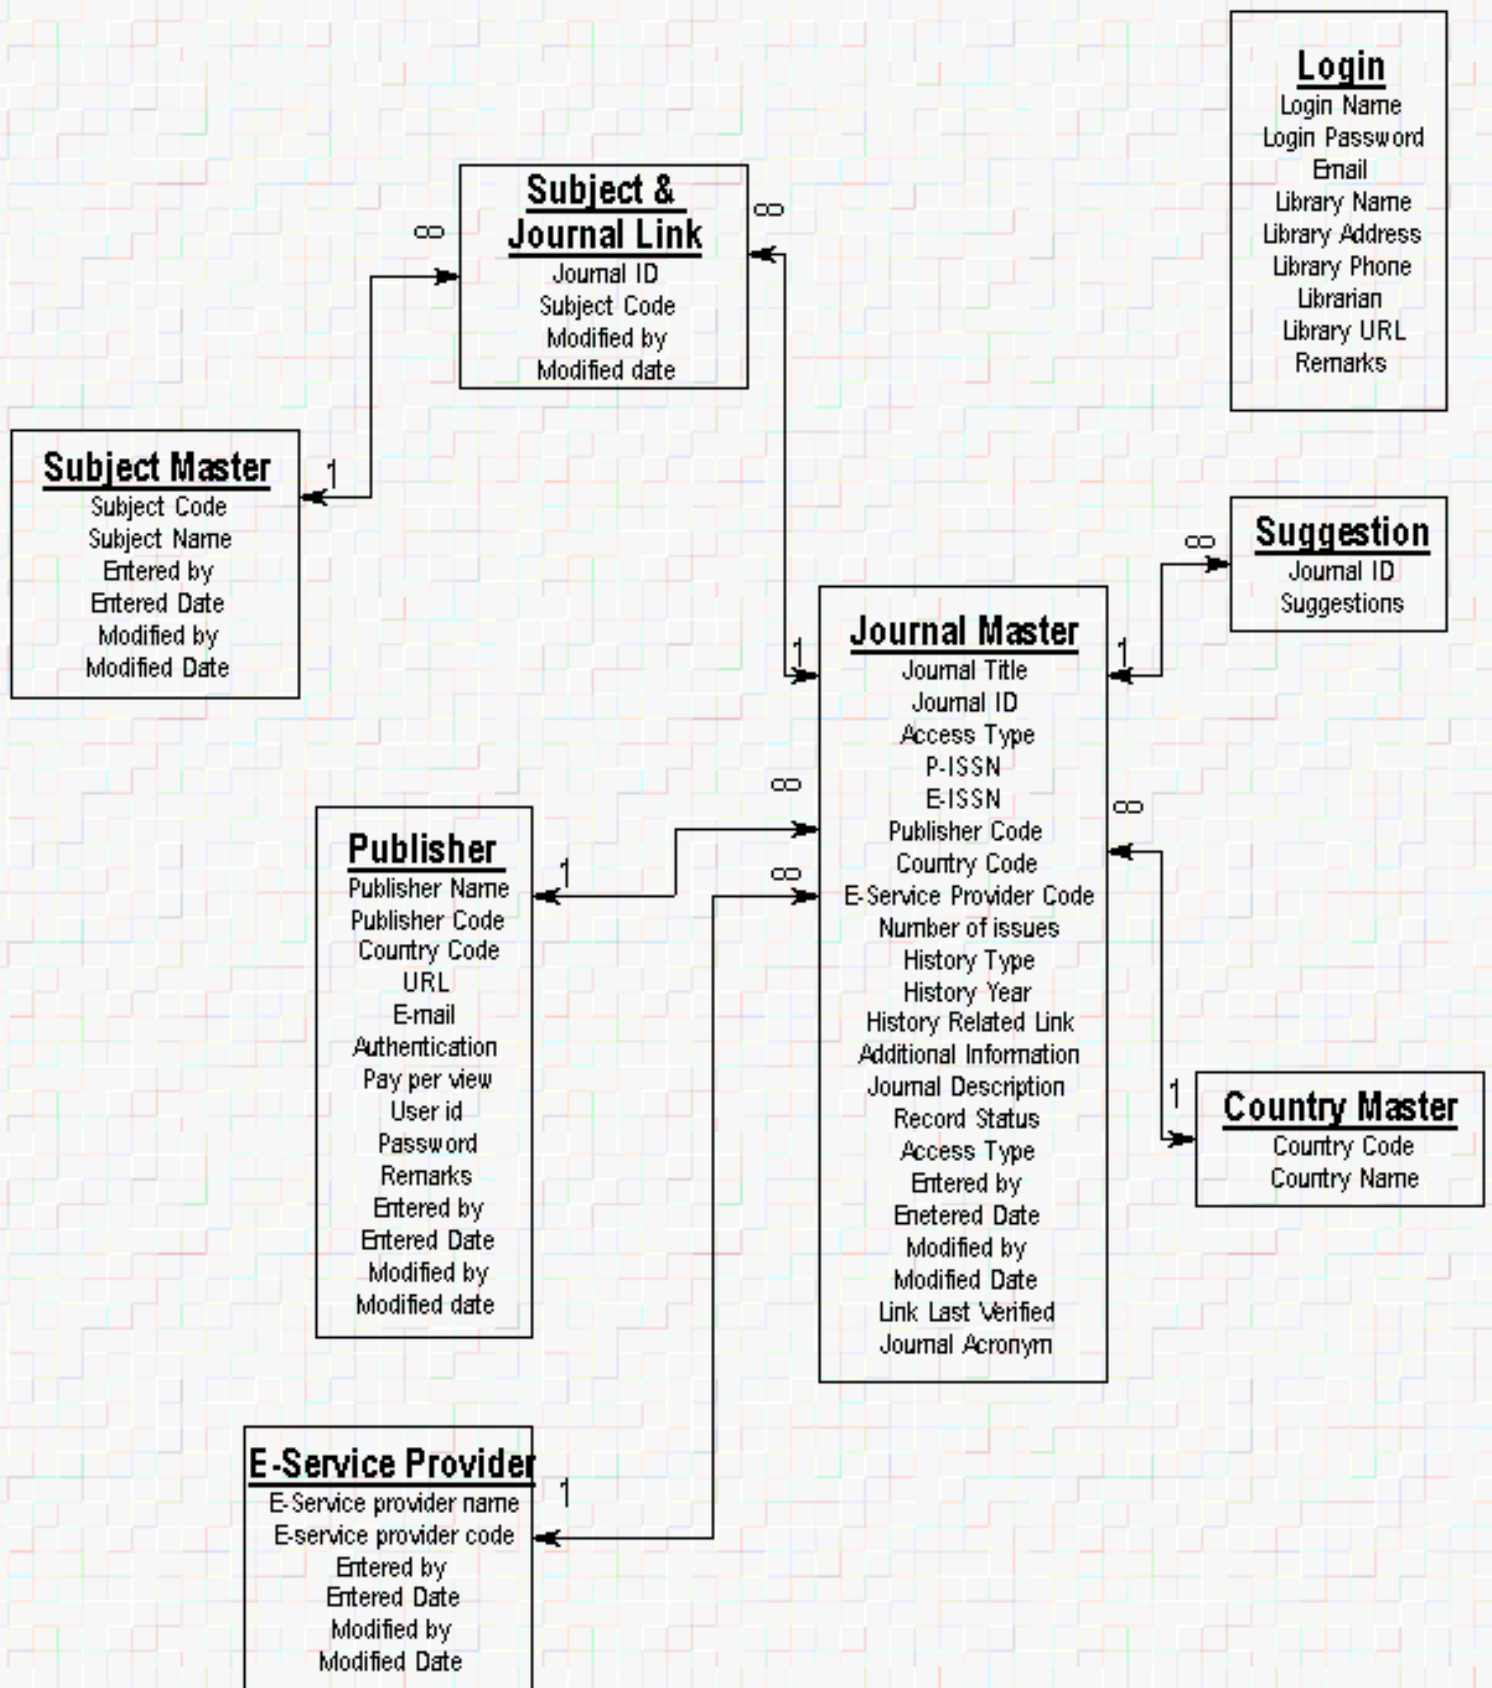 Login
Login Name
Login Password
Email
Library Name
Library Address
Library Phone
Librarian
Library URL
Remarks
Subject &
Journal Link
Journal ID
Subject Code
Modified by
Modified date
∞
∞
Subject Master
Subject Code
Subject Name
Entered by
Entered Date
Modified by
Modified Date
1
Suggestion
Journal ID
Suggestions
∞
1
1
Journal Master
Journal Title
Journal ID
Access Type
P-ISSN
E-ISSN
Publisher Code
Country Code
E-Service Provider Code
Number of issues
History Type
History Year
History Related Link
Additional Information
Journal Description
Record Status
Access Type
Entered by
Enetered Date
Modified by
Modified Date
Link Last Verified
Journal Acronym
∞
∞
∞
Publisher
Publisher Name
Publisher Code
Country Code
URL
E-mail
Authentication
Pay per view
User id
Password
Remarks
Entered by
Entered Date
Modified by
Modified date
1
1
Country Master
Country Code
Country Name
E-Service Provider
E-Service provider name
E-service provider code
Entered by
Entered Date
Modified by
Modified Date
1